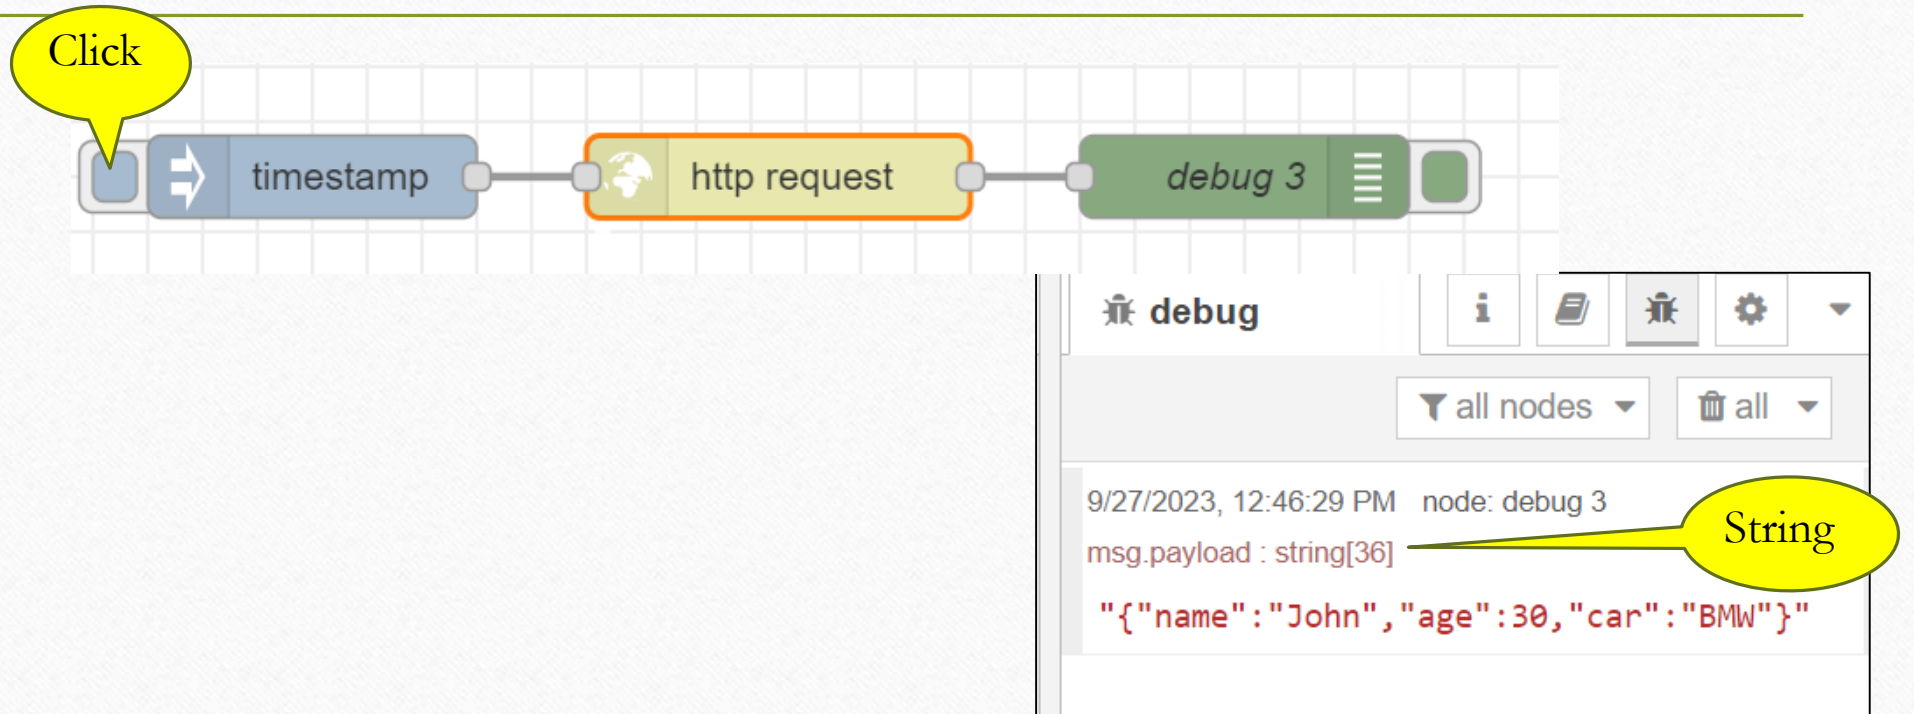 Click
timestamp
http request
debug 3
debug
i
all nodes
all
9/27/2023, 12:46:29 PM node: debug 3
msg.payload : string[36]
String
"{"name":"John","age":30,"car":"BMW"}"